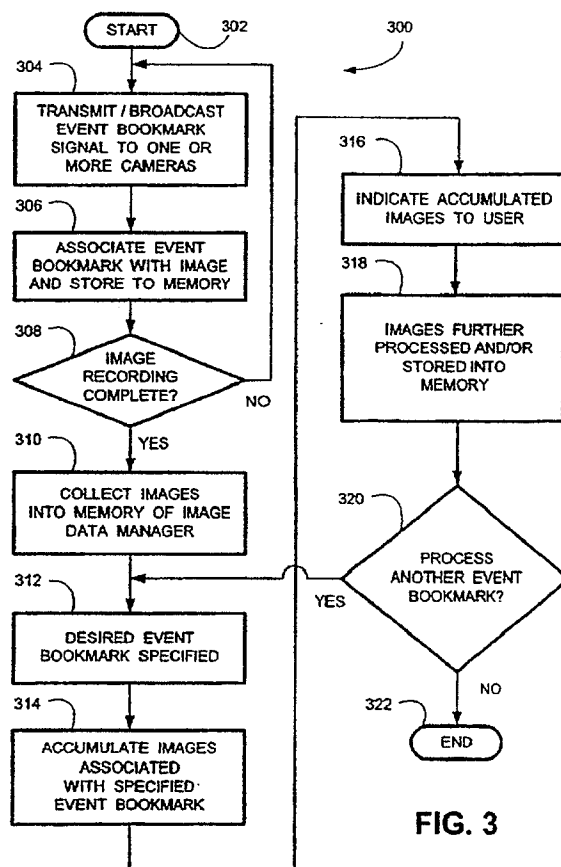 START
302
300
304
TRANSMIT / BROADCAST
EVENT BOOKMARK
SIGNAL TO ONE OR
MORE CAMERAS
306
ASSOCIATE EVENT
BOOKMARK WITH IMAGE
AND STORE TO MEMORY
308
IMAGE
RECORDING
COMPLETE?
NO
YES
310
COLLECT IMAGES
INTO MEMORY OF IMAGE
DATA MANAGER
312
DESIRED EVENT
BOOKMARK SPECIFIED
314
ACCUMULATE IMAGES
ASSOCIATED
WITH SPECIFIED
EVENT BOOKMARK
316
INDICATE ACCUMULATED
IMAGES TO USER
318
IMAGES FURTHER
PROCESSED AND/OR
STORED INTO
MEMORY
320
PROCESS
ANOTHER EVENT
BOOKMARK?
YES
NO
322
END
FIG. 3